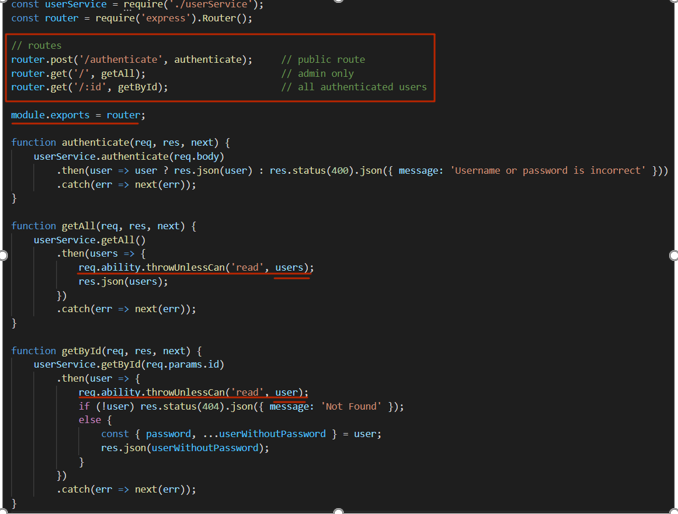 const userService = require('./userService');
const router = require('express').Router();
// routes
router.post('/authenticate', authenticate);     // public route
router.get('/', getAll);                        // admin only
router.get('/:id', getById);                    // all authenticated users
module.exports = router;
function authenticate(req, res, next) {
    userService.authenticate(req.body)
        .then(user => user ? res.json(user) : res.status(400).json({ message: 'Username or password is incorrect' }))
        .catch(err => next(err));
}
function getAll(req, res, next) {
    userService.getAll()
        .then(users => {
            req.ability.throwUnlessCan('read', users);
            res.json(users);
        })
        .catch(err => next(err));
}
function getById(req, res, next) {
    userService.getById(req.params.id)
        .then(user => {
            req.ability.throwUnlessCan('read', user);
            if (!user) res.status(404).json({ message: 'Not Found' });
            else {
                const { password, ...userWithoutPassword } = user;
                res.json(userWithoutPassword);
            }
        })
        .catch(err => next(err));
}